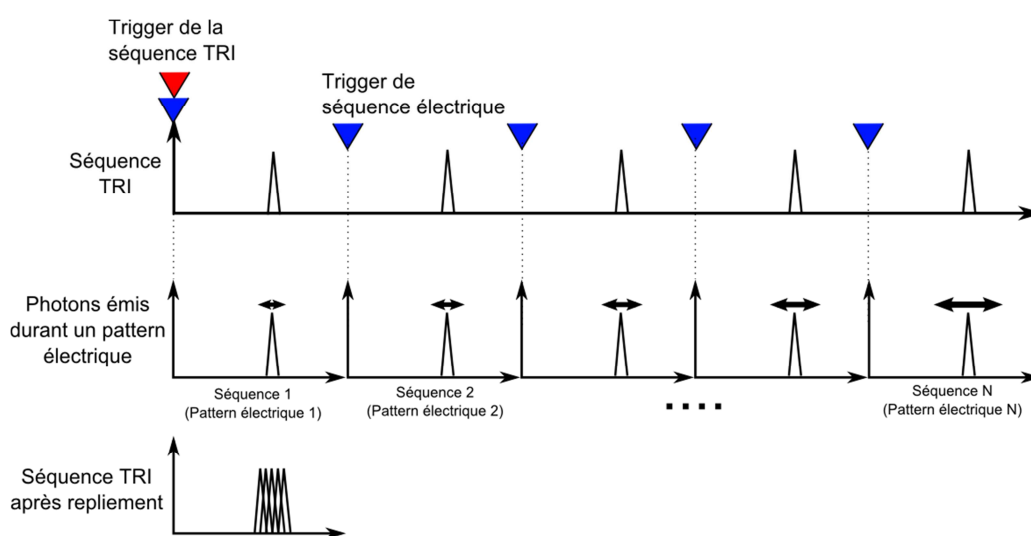 Trigger de la
séquence TRI
Trigger de
séquence électrique
Séquence
TRI
Photons émis
durant un pattern
électrique
Séquence 1
(Pattern électrique 1)
Séquence 2
(Pattern électrique 2)
Séquence N
(Pattern électrique N)
Séquence TRI
après repliement